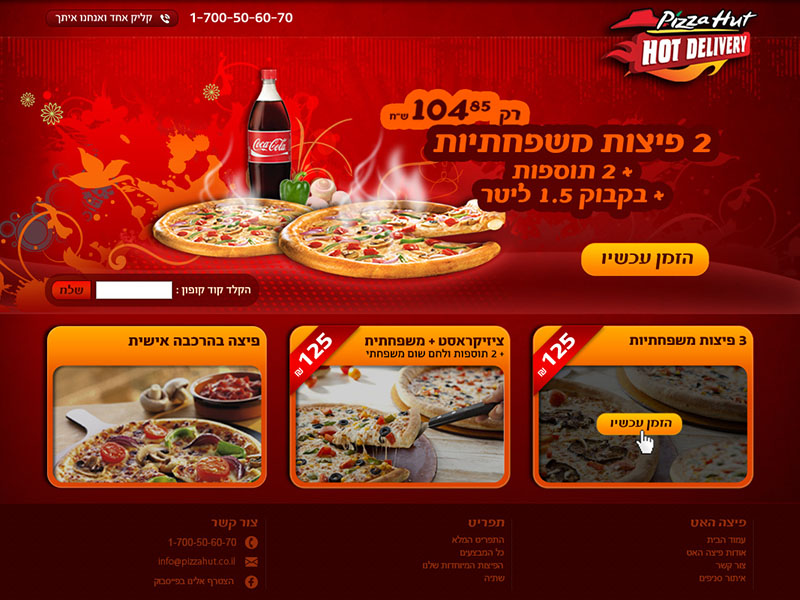 Pizza Hut
HOT DELIVERY
1-700-50-60-70
קליק אחד ואנחנו איתך
רק 104.85 ש״ח
2 פיצות משפחתיות
+ 2 תוספות
+ בקבוק 1.5 ליטר
Coca-Cola
הזמן עכשיו
הקלד קוד קופון :
שלח
3 פיצות משפחתיות
125 ₪
הזמן עכשיו
ציזיקראסט + משפחתית
+ 2 תוספות ולחם שום משפחתי
125 ₪
פיצה בהרכבה אישית
פיצה האט
עמוד הבית
אודות פיצה האט
צור קשר
איתור סניפים
תפריט
התפריט המלא
כל המבצעים
הפיצות המיוחדות שלנו
שתיה
צור קשר
1-700-50-60-70
info@pizzahut.co.il
הצטרף אלינו בפייסבוק